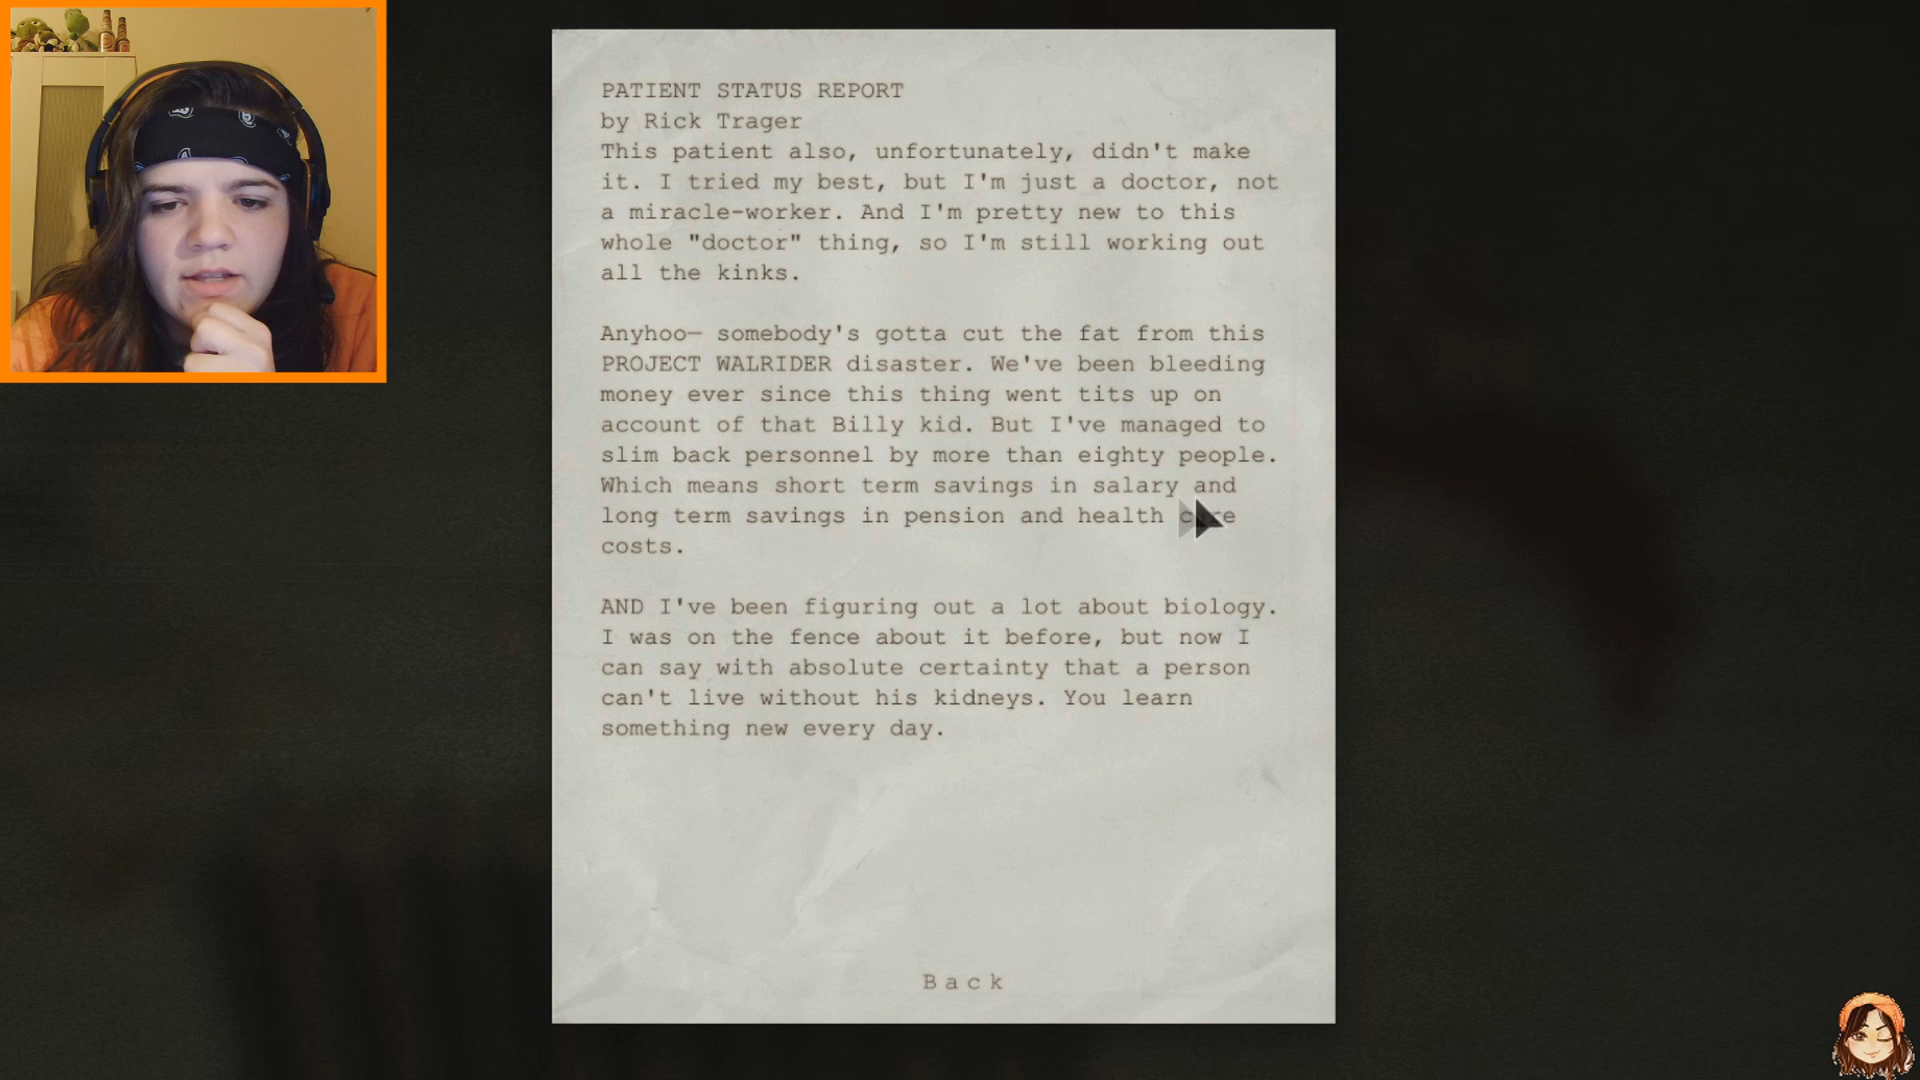 PATIENT STATUS REPORT
by Rick Trager
This patient also, unfortunately, didn't make
it. I tried my best, but I'm just a doctor, not
a miracle-worker. And I'm pretty new to this
whole "doctor" thing, so I'm still working out
all the kinks.
Anyhoo— somebody's gotta cut the fat from this
PROJECT WALRIDER disaster. We've been bleeding
money ever since this thing went tits up on
account of that Billy kid. But I've managed to
slim back personnel by more than eighty people.
Which means short term savings in salary and
long term savings in pension and health care
costs.
AND I've been figuring out a lot about biology.
I was on the fence about it before, but now I
can say with absolute certainty that a person
can't live without his kidneys. You learn
something new every day.
Back